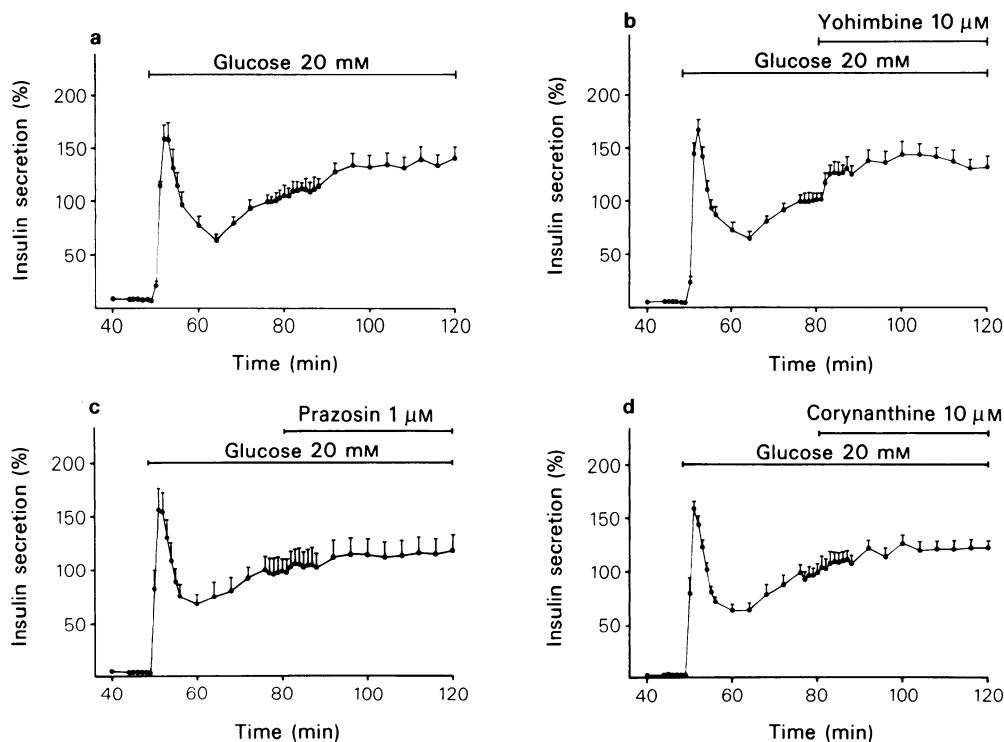 a
Glucose 20 mM
200
150
100
50
Insulin secretion (%)
40 60 80 100 120
Time (min)
b
Yohimbine 10 µM
Glucose 20 mM
200
150
100
50
Insulin secretion (%)
40 60 80 100 120
Time (min)
c
Prazosin 1 µM
Glucose 20 mM
200
150
100
50
Insulin secretion (%)
40 60 80 100 120
Time (min)
d
Corynanthine 10 µM
Glucose 20 mM
200
150
100
50
Insulin secretion (%)
40 60 80 100 120
Time (min)